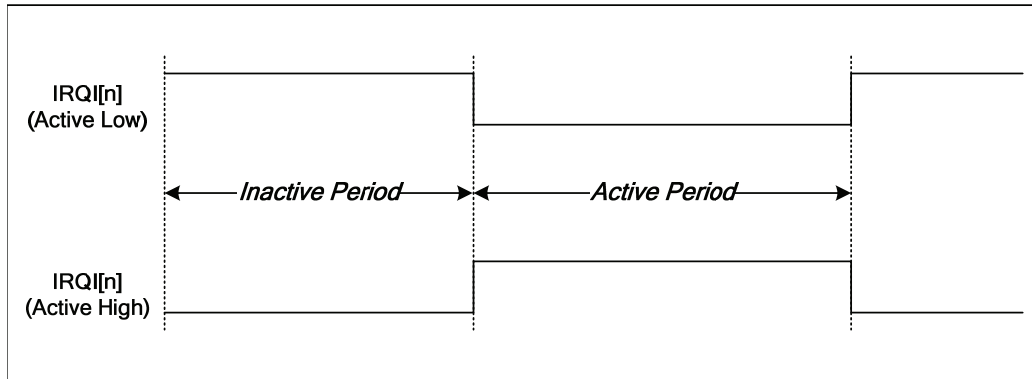 IRQI[n]
(Active Low)
Inactive Period
Active Period
IRQI[n]
(Active High)